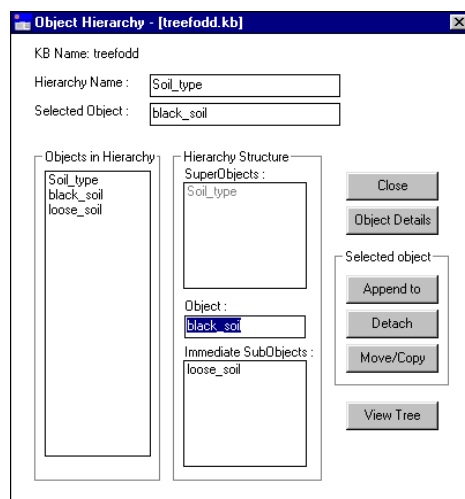 Object Hierarchy - [treefodd.kb]
KB Name: treefodd
Hierarchy Name : Soil_type
Selected Object : black_soil
Objects in Hierarchy
Soil_type
black_soil
loose_soil
Hierarchy Structure
SuperObjects :
Soil_type
Object :
black_soil
Immediate SubObjects :
loose_soil
Close
Object Details
Selected object
Append to
Detach
Move/Copy
View Tree